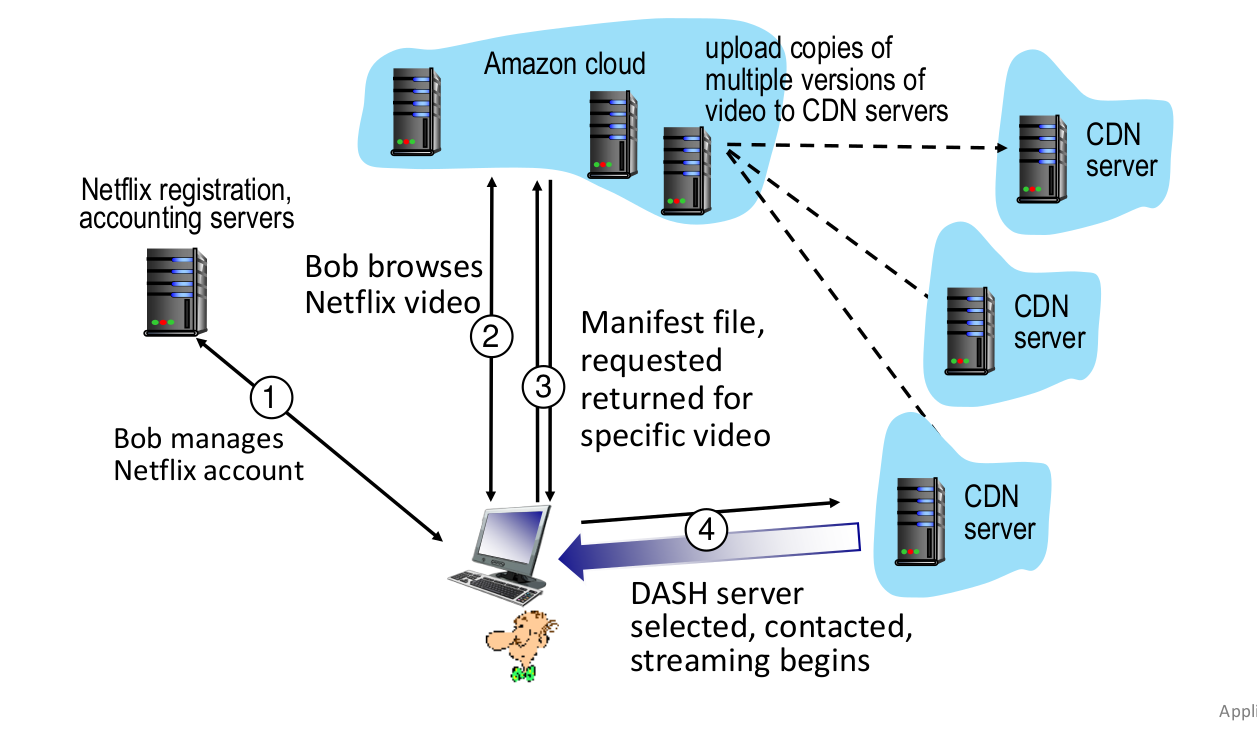 Amazon cloud
upload copies of
multiple versions of
video to CDN servers
CDN
server
Netflix registration,
accounting servers
Bob browses
Netflix video
2
Manifest file,
requested
returned for
specific video
3
CDN
server
1
Bob manages
Netflix account
CDN
server
4
DASH server
selected, contacted,
streaming begins
Appli